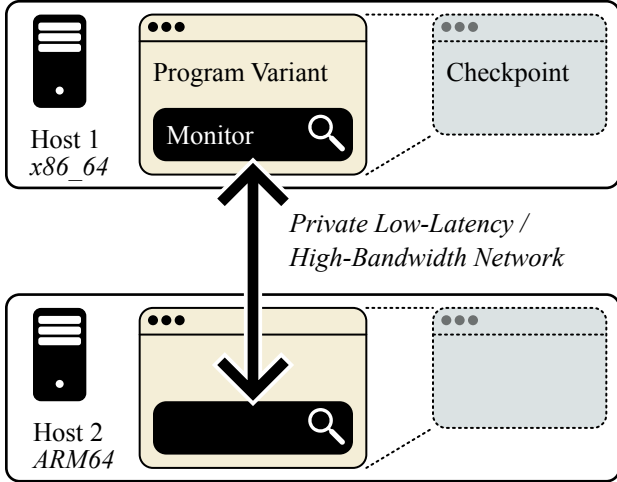 Program Variant
Checkpoint
Monitor
Host 1
x86_64
Private Low-Latency /
High-Bandwidth Network
Host 2
ARM64